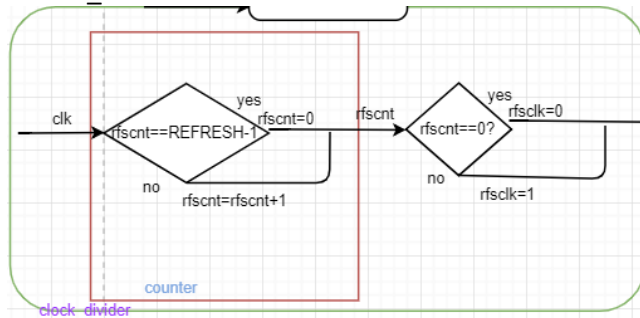 clk
rfscnt==REFRESH-1
yes
rfscnt=0
no
rfscnt=rfscnt+1
rfscnt
rfscnt==0?
yes
rfsclk=0
no
rfsclk=1
counter
clock divider